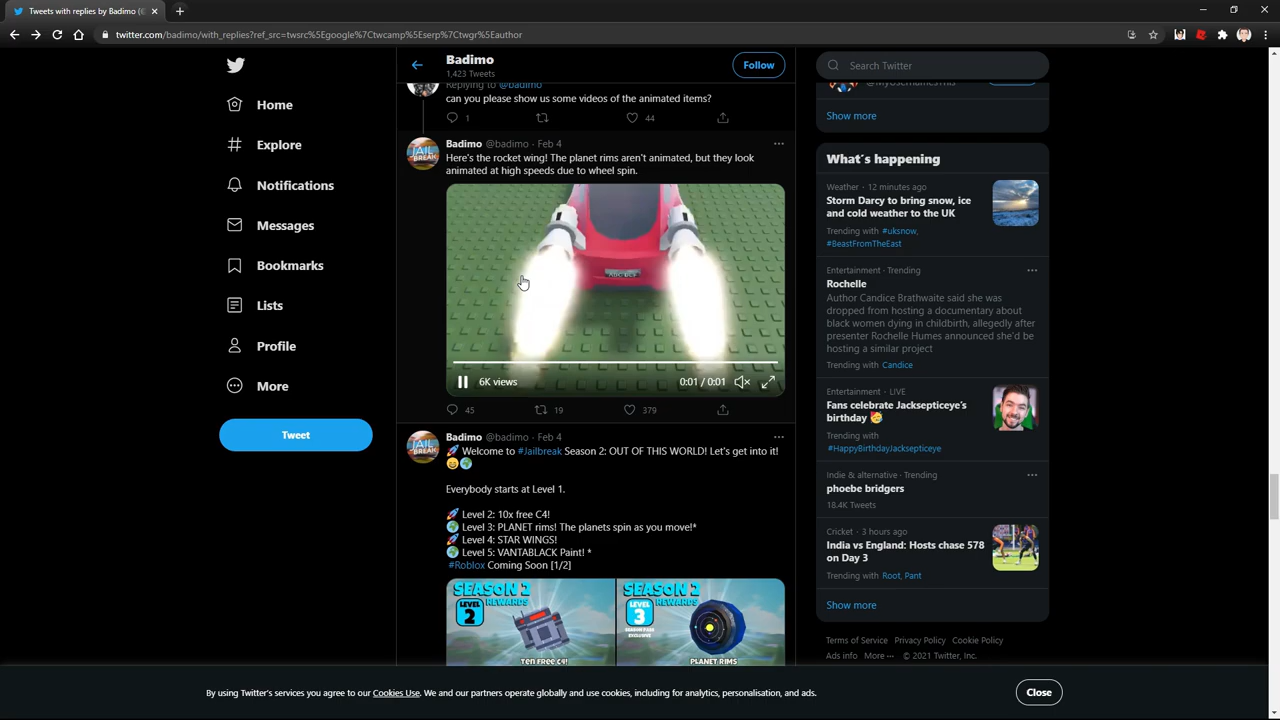 Tweets with replies by Badimo (
twitter.com/badimo/with_replies?ref_src=twsrc%5Egoogle%7Ctwcamp%5Eserp%7Ctwgr%5Eauthor
Home
Explore
Notifications
Messages
Bookmarks
Lists
Profile
More
Tweet
Badimo
1,423 Tweets
Follow
Replying to @badimo
can you please show us some videos of the animated items?
1
44
Badimo @badimo · Feb 4
Here's the rocket wing! The planet rims aren't animated, but they look
animated at high speeds due to wheel spin.
6K views
0:01 / 0:01
45
19
379
Badimo @badimo · Feb 4
🚀 Welcome to #Jailbreak Season 2: OUT OF THIS WORLD! Let's get into it!
Everybody starts at Level 1.
🚀 Level 2: 10x free C4!
🌍 Level 3: PLANET rims! The planets spin as you move!*
🚀 Level 4: STAR WINGS!
🌍 Level 5: VANTABLACK Paint! *
#Roblox Coming Soon [1/2]
SEASON 2
REWARDS
LEVEL
2
TEN FREE C4!
SEASON 2
REWARDS
LEVEL
3
SEASON PASS
EXCLUSIVE
PLANET RIMS
Search Twitter
Show more
What's happening
Weather · 12 minutes ago
Storm Darcy to bring snow, ice
and cold weather to the UK
Trending with #uksnow,
#BeastFromTheEast
Entertainment · Trending
Rochelle
Author Candice Brathwaite said she was
dropped from hosting a documentary about
black women dying in childbirth, allegedly after
presenter Rochelle Humes announced she'd be
hosting a similar project
Trending with Candice
Entertainment · LIVE
Fans celebrate Jacksepticeye's
birthday 🥳
Trending with
#HappyBirthdayJacksepticeye
Indie & alternative · Trending
phoebe bridgers
18.4K Tweets
Cricket · 3 hours ago
India vs England: Hosts chase 578
on Day 3
Trending with Root, Pant
Show more
Terms of Service Privacy Policy Cookie Policy
Ads info More ··· © 2021 Twitter, Inc.
By using Twitter's services you agree to our Cookies Use. We and our partners operate globally and use cookies, including for analytics, personalisation, and ads.
Close